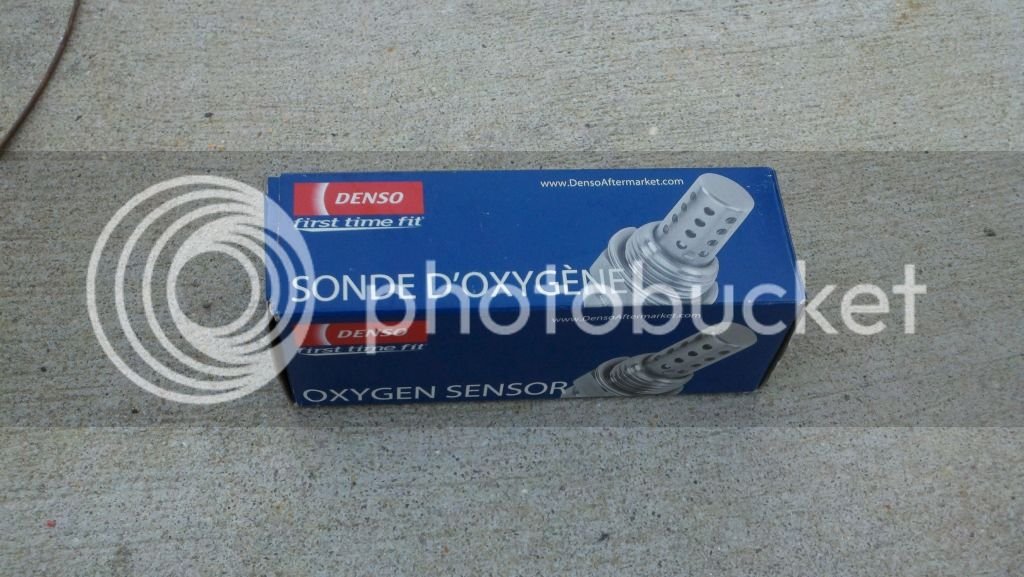 DENSO
first time fit®
www.DensoAftermarket.com
SONDE D'OXYGÈNE
photobucket
DENSO
first time fit
www.DensoAftermarket.com
OXYGEN SENSOR